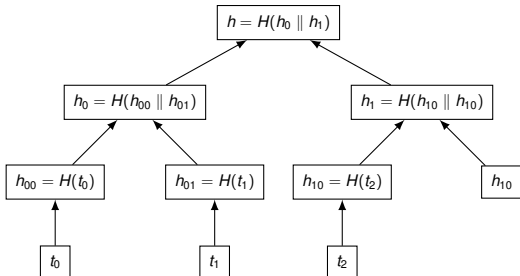 h = H(h₀ ∥ h₁)
h₀ = H(h₀₀ ∥ h₀₁)
h₁ = H(h₁₀ ∥ h₁₀)
h₀₀ = H(t₀)
h₀₁ = H(t₁)
h₁₀ = H(t₂)
h₁₀
t₀
t₁
t₂